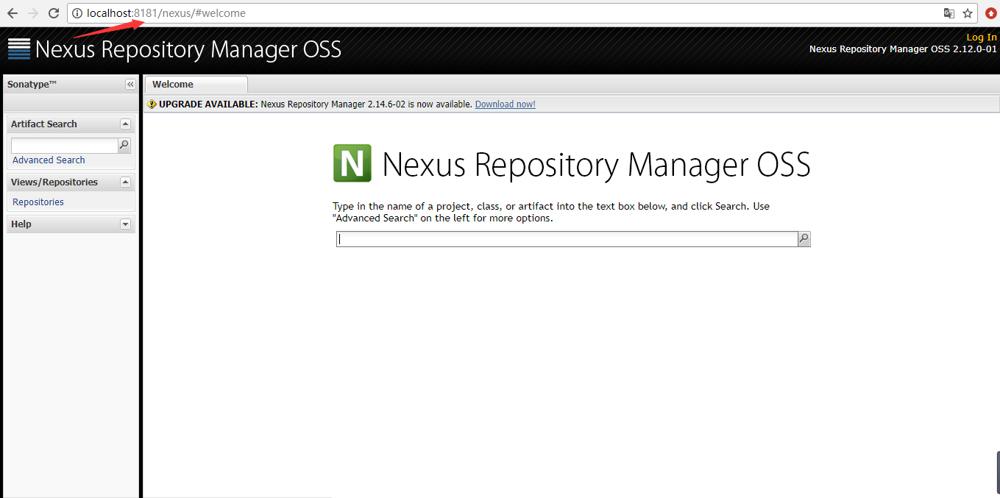 localhost:8181/nexus/#welcome
Nexus Repository Manager OSS
Log In
Nexus Repository Manager OSS 2.12.0-01
Sonatype™
Welcome
UPGRADE AVAILABLE: Nexus Repository Manager 2.14.6-02 is now available. Download now!
Artifact Search
Advanced Search
Views/Repositories
Repositories
Help
N Nexus Repository Manager OSS
Type in the name of a project, class, or artifact into the text box below, and click Search. Use
"Advanced Search" on the left for more options.